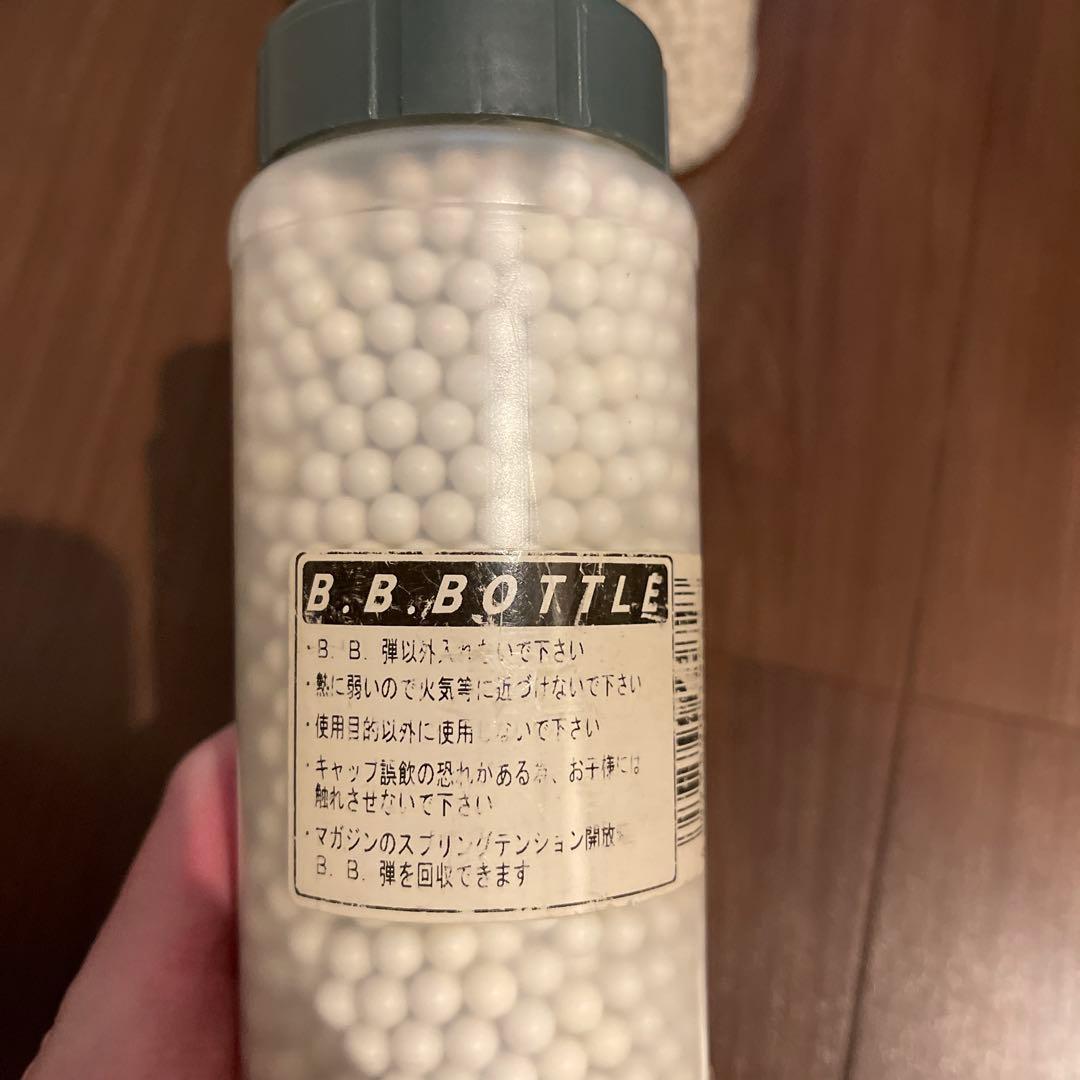 B.B.BOTTLE
・B. B. 弾以外入れないで下さい
・熱に弱いので火気等に近づけないで下さい
・使用目的以外に使用しないで下さい
・キャップ誤飲の恐れがある為、お子様には
触れさせないで下さい
・マガジンのスプリングテンション開放
B. B. 弾を回収できます